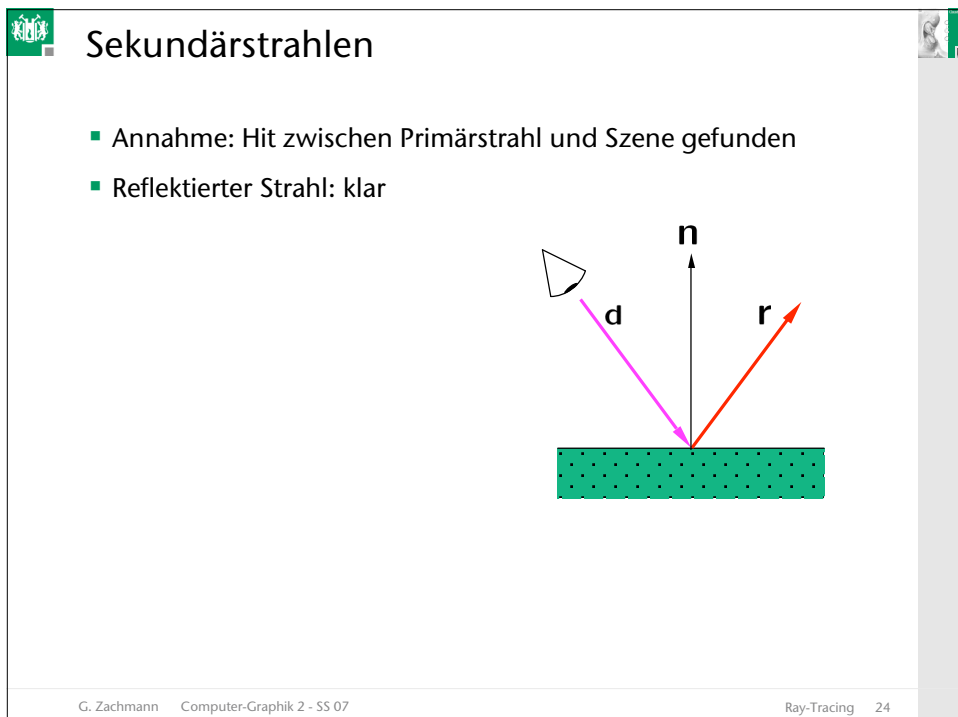 Sekundärstrahlen
▪ Annahme: Hit zwischen Primärstrahl und Szene gefunden
▪ Reflektierter Strahl: klar
n
d
r
G. Zachmann Computer-Graphik 2 - SS 07
Ray-Tracing 24